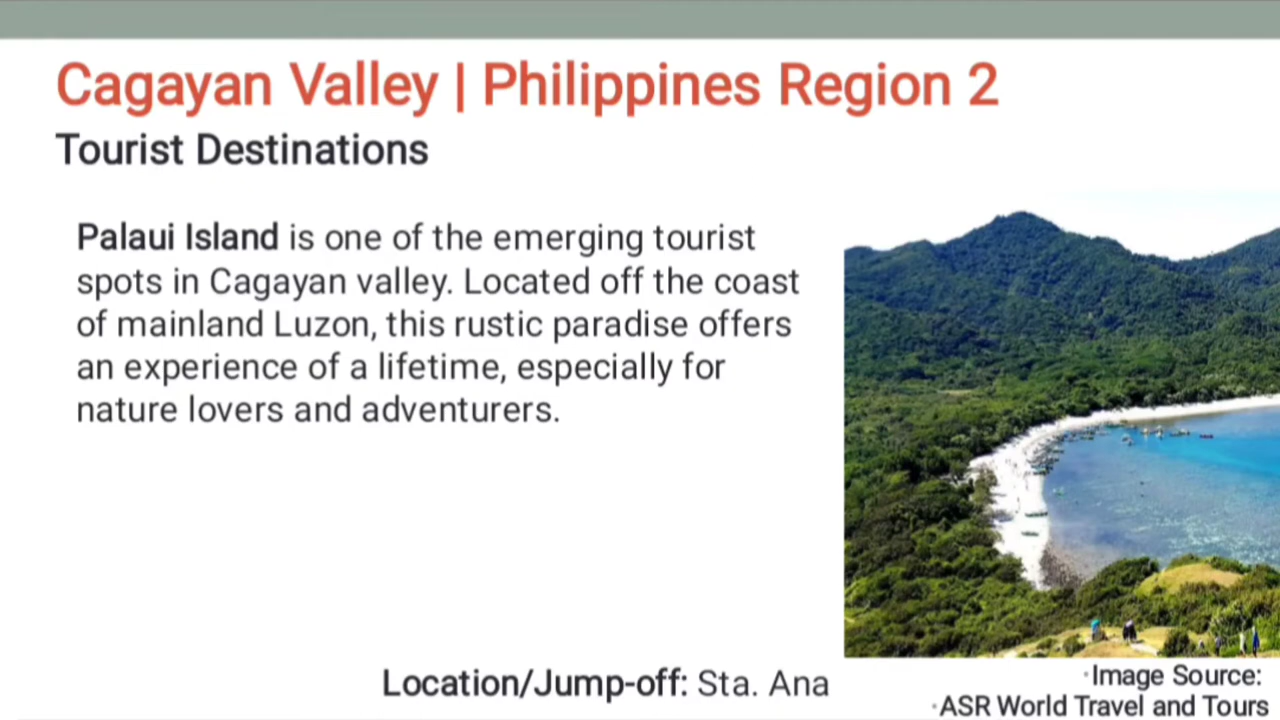 Cagayan Valley | Philippines Region 2
Tourist Destinations
Palaui Island is one of the emerging tourist
spots in Cagayan valley. Located off the coast
of mainland Luzon, this rustic paradise offers
an experience of a lifetime, especially for
nature lovers and adventurers.
Location/Jump-off: Sta. Ana
·Image Source:
·ASR World Travel and Tours